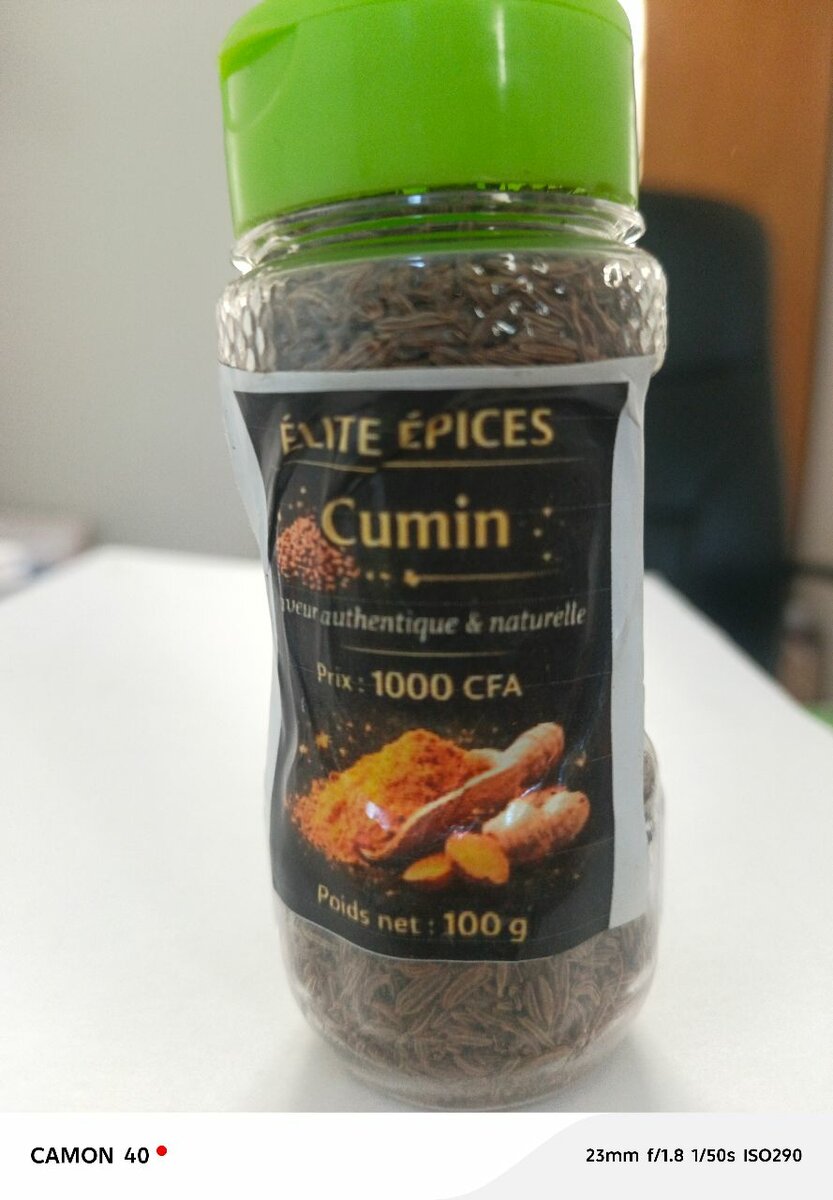 ÉLITE ÉPICES
Cumin
authentique & naturelle
Prix : 1000 CFA
Poids net : 100 g
CAMON 40
23mm f/1.8 1/50s ISO290